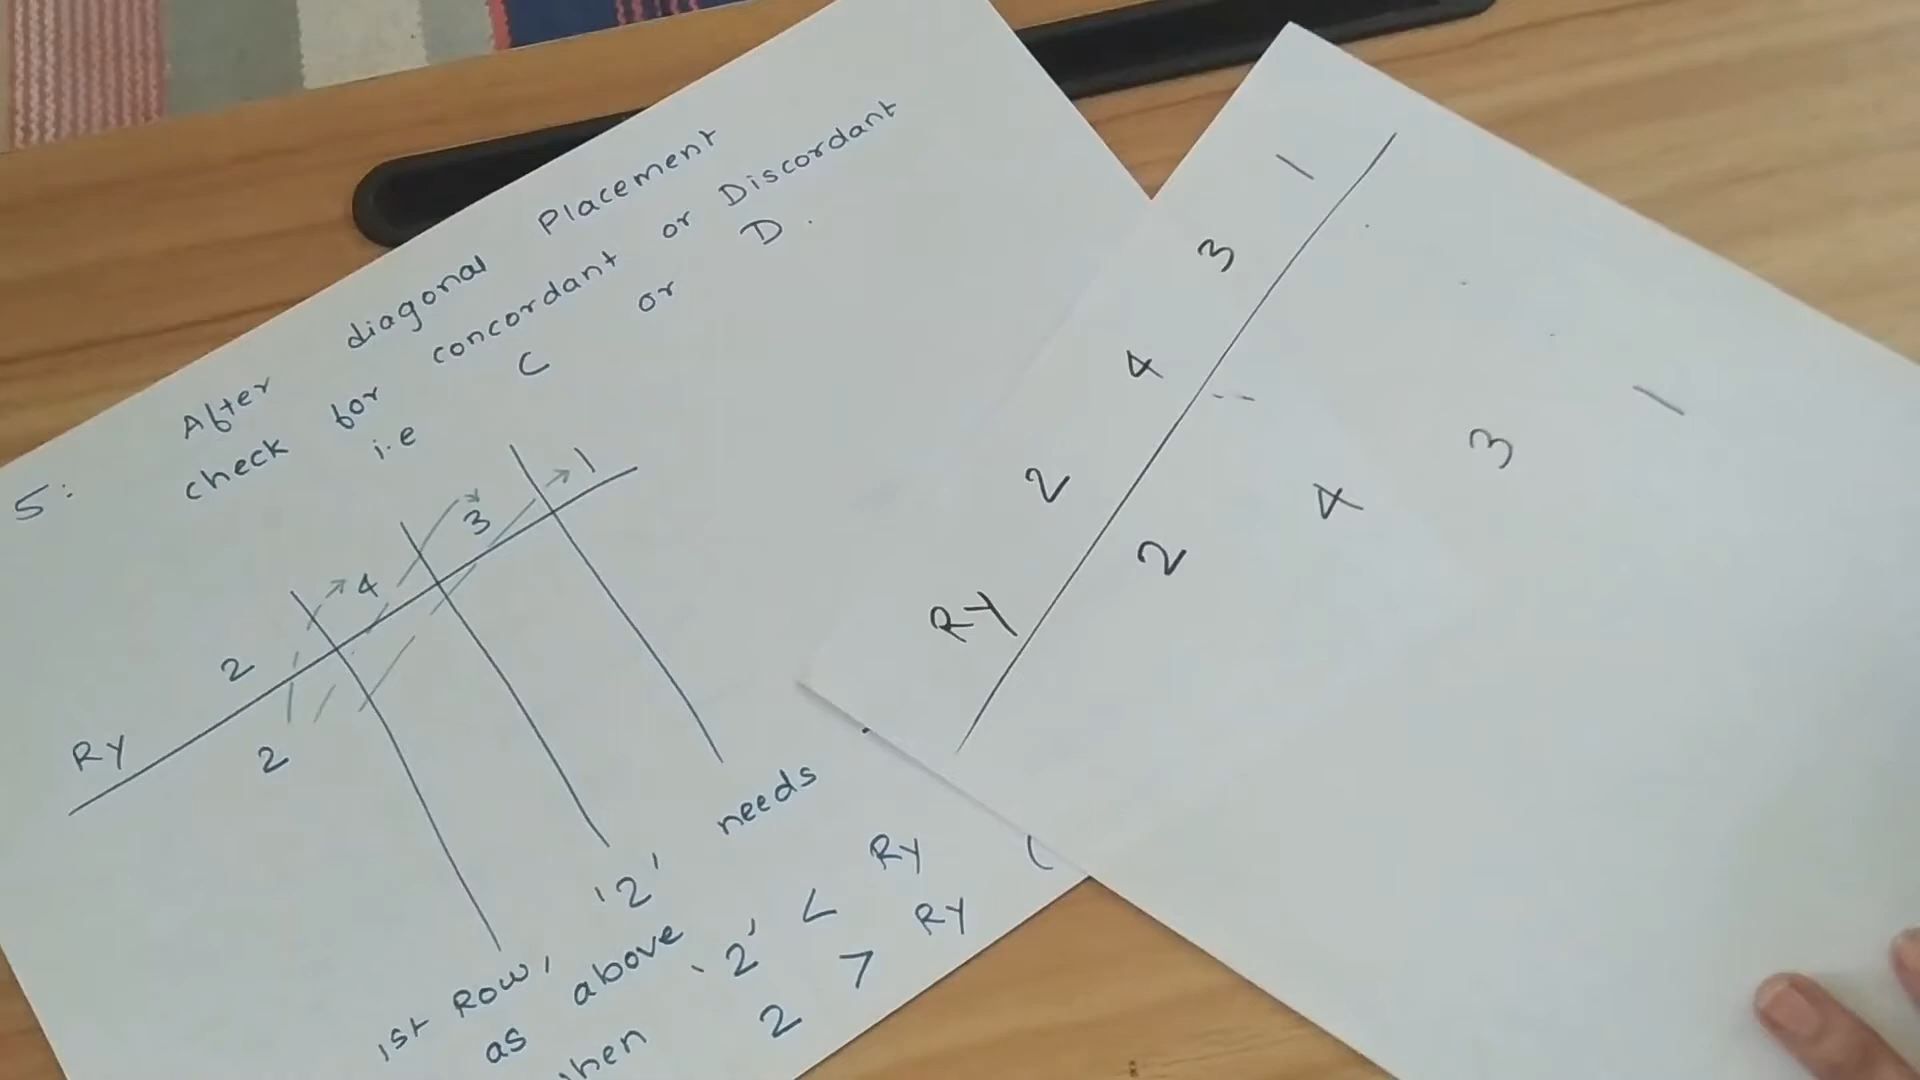 5: After diagonal Placement
check for concordant or Discordant
i.e C or D.
RY 2 4 3 1
2
1st Row, '2' needs
as above
when '2' < RY (
2 > RY
RY 2 4 3 1
2 4 3 1